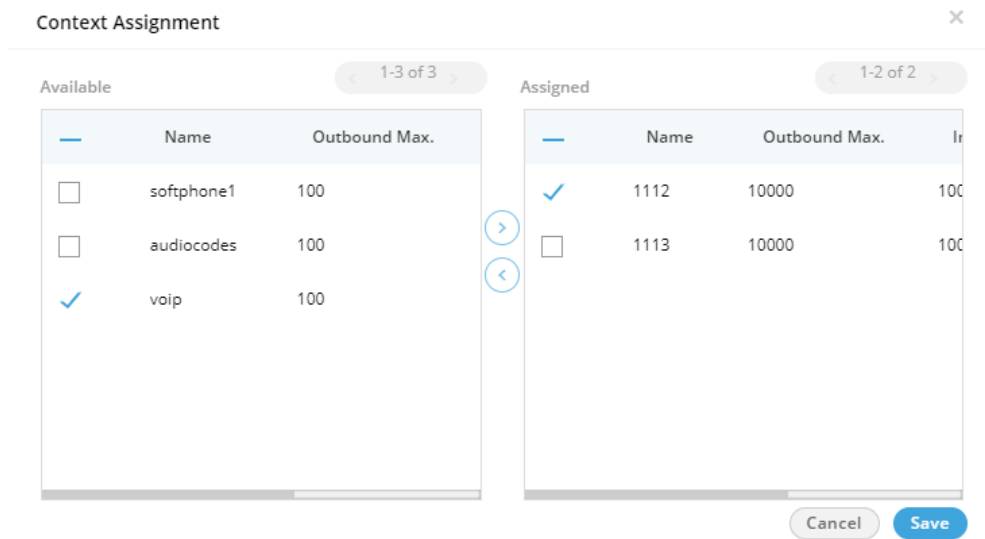 Context Assignment
Available
1-3 of 3
Assigned
1-2 of 2
Name Outbound Max.
softphone1 100
audiocodes 100
voip 100
Name Outbound Max.
1112 10000
1113 10000
Cancel Save